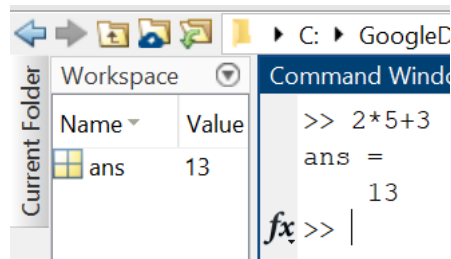 C: GoogleD
Current Folder
Workspace
Name Value
ans 13
Command Windo
>> 2*5+3
ans =
13
fx >>